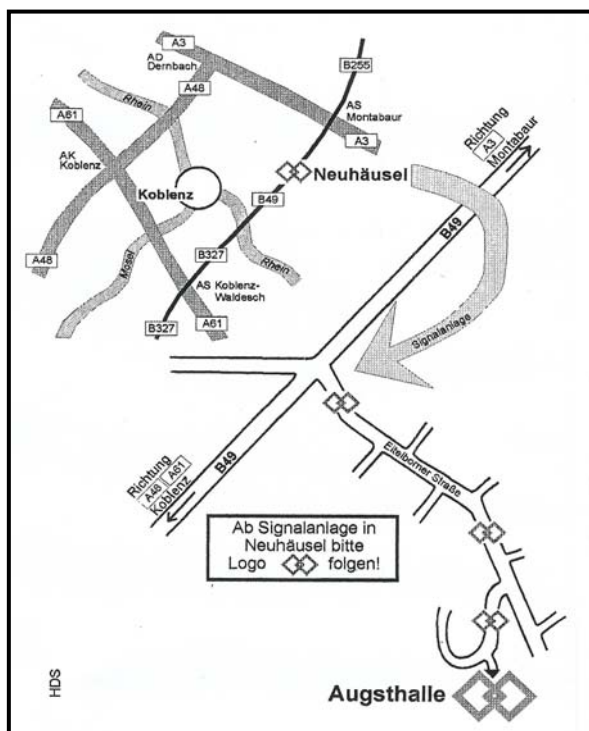 A3
AD
Dernbach
B255
A48
Rhein
A61
AS
Montabaur
A3
AK
Koblenz
Richtung
A3
Montabaur
Koblenz
Neuhäusel
B49
B49
A48
Mosel
B327
Rhein
AS Koblenz-
Waldesch
B327
A61
Signalanlage
Eitelborner Straße
B49
Richtung
A48 A61
Koblenz
Ab Signalanlage in
Neuhäusel bitte
Logo folgen!
HDS
Augsthalle